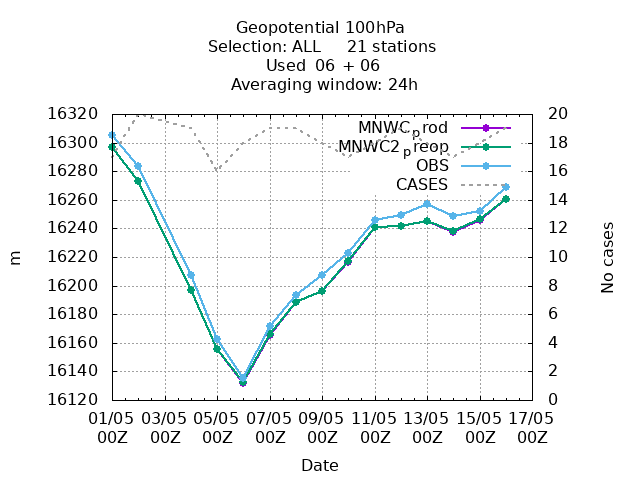 Geopotential 100hPa
Selection: ALL     21 stations
Used  06 + 06
Averaging window: 24h
MNWC_prod
MNWC2_preop
OBS
CASES
16320
16300
16280
16260
16240
16220
16200
16180
16160
16140
16120
m
20
18
16
14
12
10
8
6
4
2
0
No cases
01/05 03/05 05/05 07/05 09/05 11/05 13/05 15/05 17/05
00Z 00Z 00Z 00Z 00Z 00Z 00Z 00Z 00Z
Date